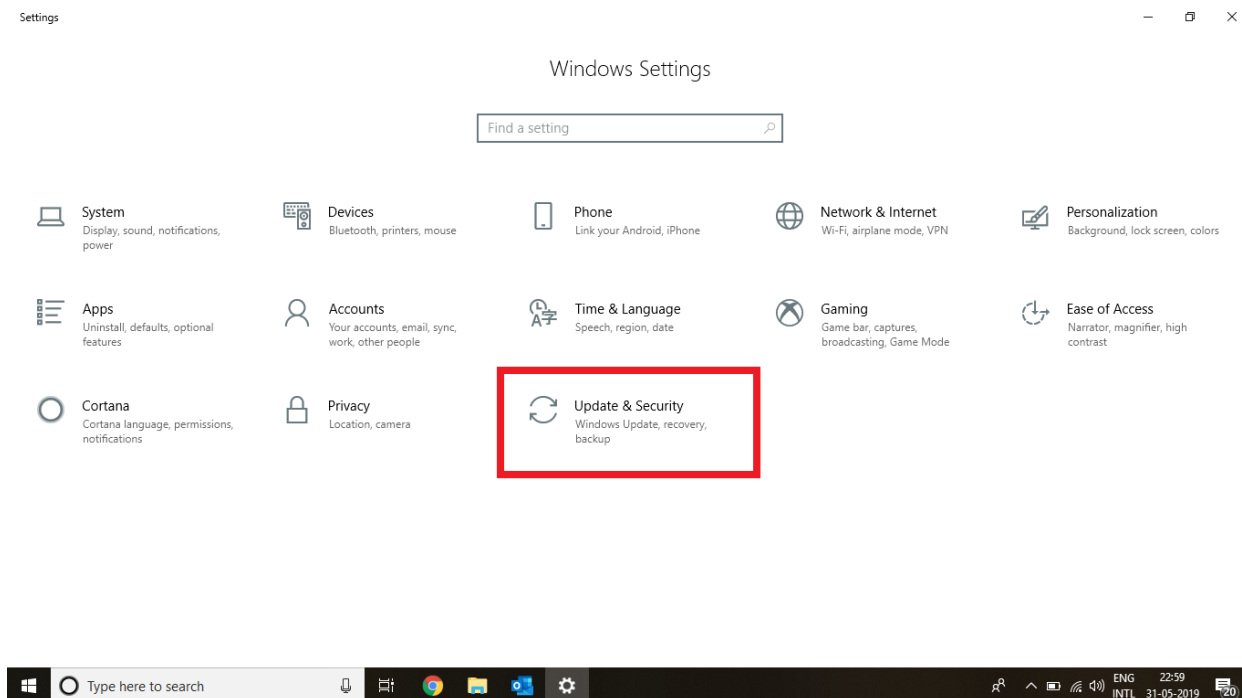 Settings
Windows Settings
Find a setting
System
Display, sound, notifications,
power
Devices
Bluetooth, printers, mouse
Phone
Link your Android, iPhone
Network & Internet
Wi-Fi, airplane mode, VPN
Personalization
Background, lock screen, colors
Apps
Uninstall, defaults, optional
features
Accounts
Your accounts, email, sync,
work, other people
Time & Language
Speech, region, date
Gaming
Game bar, captures,
broadcasting, Game Mode
Ease of Access
Narrator, magnifier, high
contrast
Cortana
Cortana language, permissions,
notifications
Privacy
Location, camera
Update & Security
Windows Update, recovery,
backup
Type here to search
ENG
INTL
22:59
31-05-2019
20